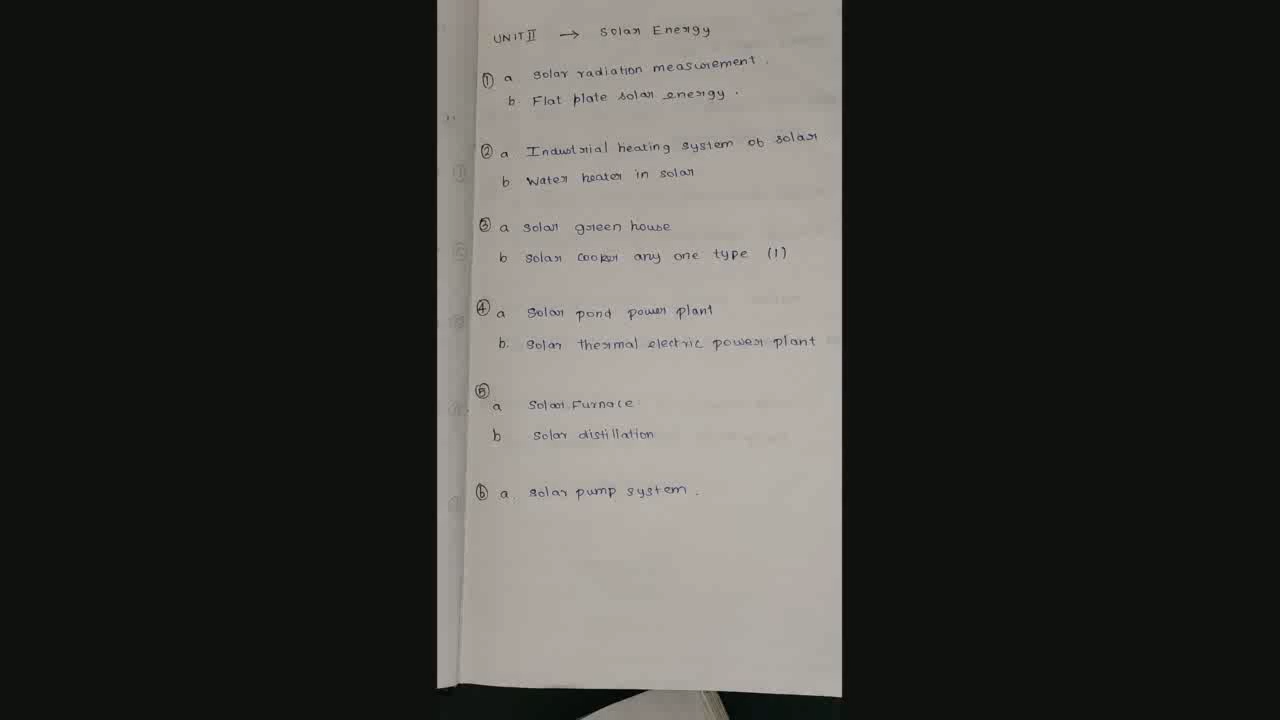 UNIT II → Solar Energy
① a solar radiation measurement.
b Flat plate solar energy.
② a Industrial heating system of solar
b Water heater in solar
③ a solar green house
b solar cooker any one type (1)
④ a solar pond power plant
b. solar thermal electric power plant
⑤
a Solar Furnace
b solar distillation
⑥ a solar pump system.